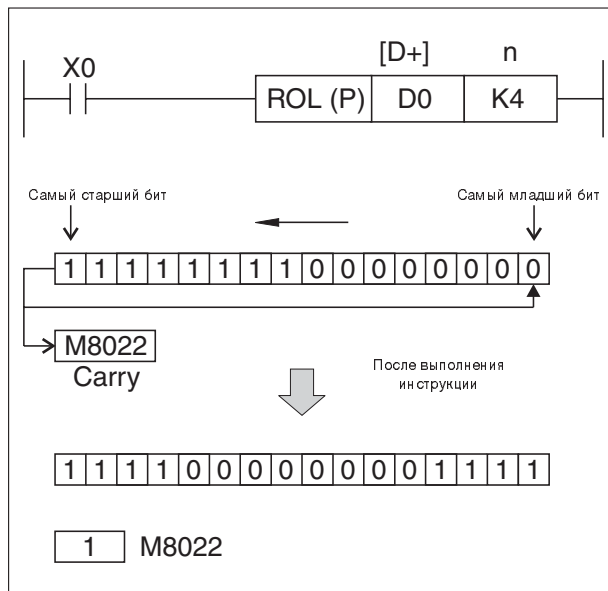 [D+] n
X0
ROL (P) D0 K4
Самый старший бит Самый младший бит
1 1 1 1 1 1 1 1 0 0 0 0 0 0 0 0
M8022
Carry
После выполнения
инструкции
1 1 1 1 0 0 0 0 0 0 0 0 1 1 1 1
1 M8022